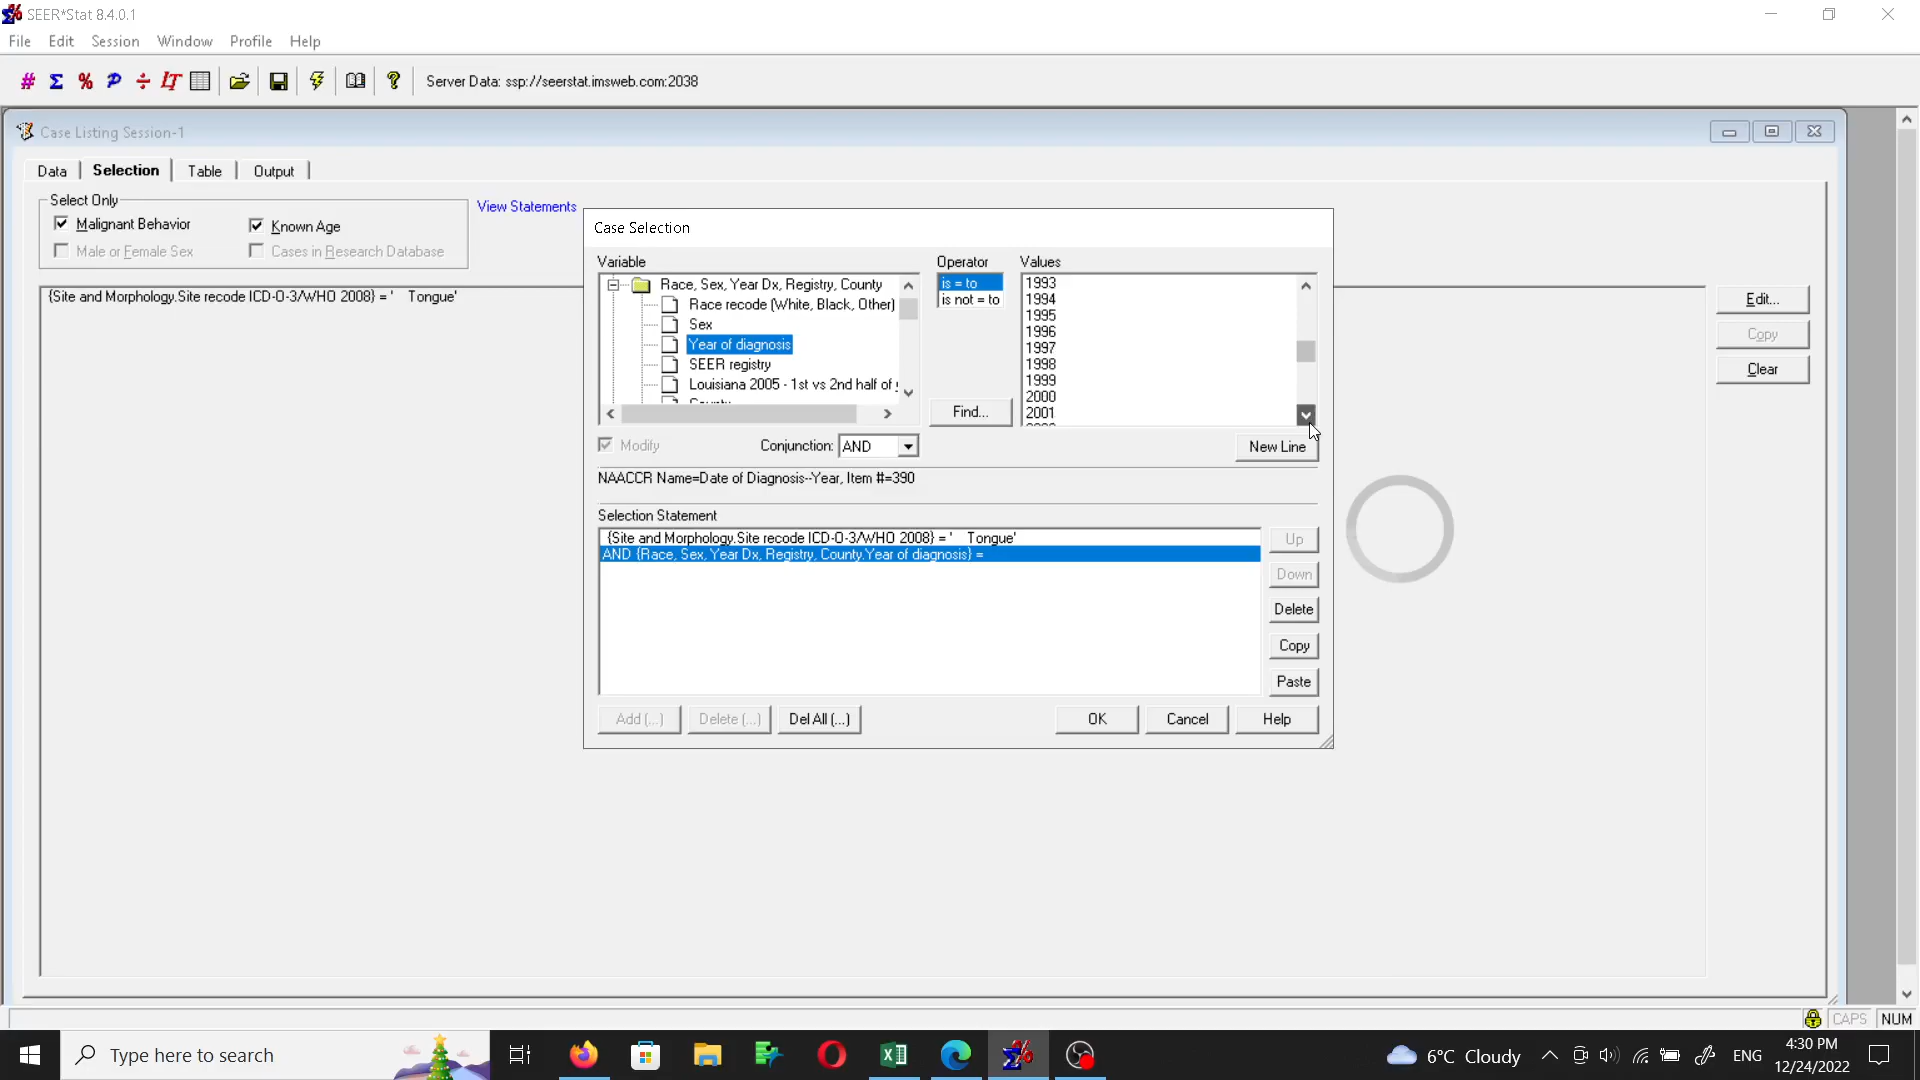 SEER*Stat 8.4.0.1
File Edit Session Window Profile Help
# Σ % P ÷ LT Server Data: ssp://seerstat.imsweb.com:2038
Case Listing Session-1
Data Selection Table Output
Select Only
Malignant Behavior Known Age
Male or Female Sex Cases in Research Database
View Statements
{Site and Morphology.Site recode ICD-O-3/WHO 2008} = ' Tongue'
Edit...
Copy
Clear
Case Selection
Variable Operator Values
Race, Sex, Year Dx, Registry, County
Race recode (White, Black, Other)
Sex
Year of diagnosis
SEER registry
Louisiana 2005 - 1st vs 2nd half of
is = to
is not = to
Find...
1993
1994
1995
1996
1997
1998
1999
2000
2001
Modify Conjunction: AND New Line
NAACCR Name=Date of Diagnosis--Year, Item #=390
Selection Statement
{Site and Morphology.Site recode ICD-O-3/WHO 2008} = ' Tongue'
AND {Race, Sex, Year Dx, Registry, County.Year of diagnosis} =
Up
Down
Delete
Copy
Paste
Add (...) Delete (...) Del All (...) OK Cancel Help
CAPS NUM
Type here to search
6°C Cloudy ENG
4:30 PM
12/24/2022